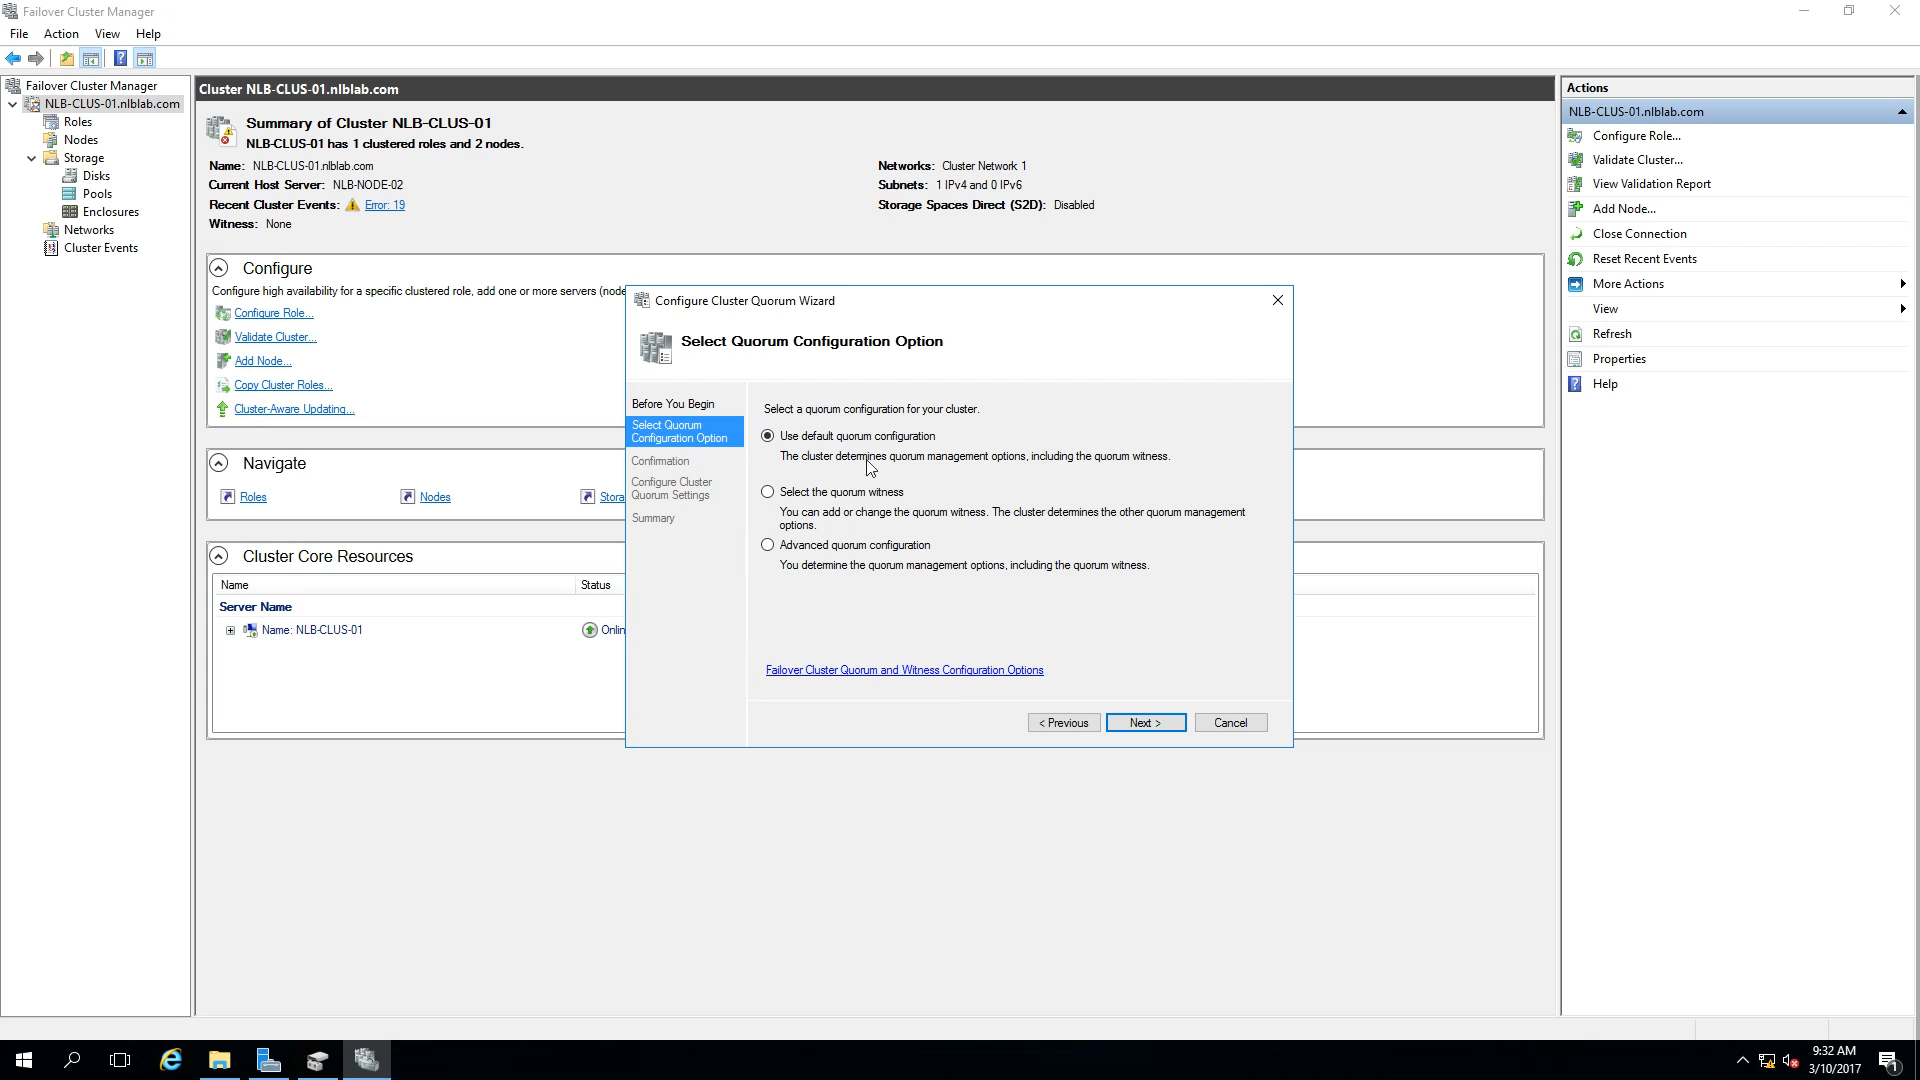 Failover Cluster Manager
File Action View Help
Failover Cluster Manager
NLB-CLUS-01.nlblab.com
Roles
Nodes
Storage
Disks
Pools
Enclosures
Networks
Cluster Events
Cluster NLB-CLUS-01.nlblab.com
Summary of Cluster NLB-CLUS-01
NLB-CLUS-01 has 1 clustered roles and 2 nodes.
Name: NLB-CLUS-01.nlblab.com
Networks: Cluster Network 1
Current Host Server: NLB-NODE-02
Subnets: 1 IPv4 and 0 IPv6
Recent Cluster Events: Error: 19
Storage Spaces Direct (S2D): Disabled
Witness: None
Configure
Configure high availability for a specific clustered role, add one or more servers (node
Configure Role...
Validate Cluster...
Add Node...
Copy Cluster Roles...
Cluster-Aware Updating...
Navigate
Roles Nodes Stora
Cluster Core Resources
Name Status
Server Name
Name: NLB-CLUS-01 Onlin
Configure Cluster Quorum Wizard
Select Quorum Configuration Option
Before You Begin
Select Quorum
Configuration Option
Confirmation
Configure Cluster
Quorum Settings
Summary
Select a quorum configuration for your cluster.
Use default quorum configuration
The cluster determines quorum management options, including the quorum witness.
Select the quorum witness
You can add or change the quorum witness. The cluster determines the other quorum management
options.
Advanced quorum configuration
You determine the quorum management options, including the quorum witness.
Failover Cluster Quorum and Witness Configuration Options
< Previous Next > Cancel
Actions
NLB-CLUS-01.nlblab.com
Configure Role...
Validate Cluster...
View Validation Report
Add Node...
Close Connection
Reset Recent Events
More Actions
View
Refresh
Properties
Help
9:32 AM
3/10/2017
1